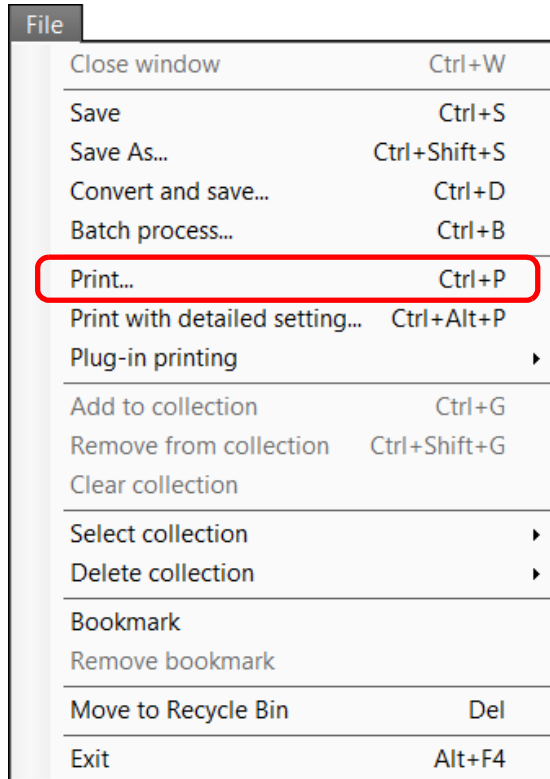 File
Close window Ctrl+W
Save Ctrl+S
Save As... Ctrl+Shift+S
Convert and save... Ctrl+D
Batch process... Ctrl+B
Print... Ctrl+P
Print with detailed setting... Ctrl+Alt+P
Plug-in printing
Add to collection Ctrl+G
Remove from collection Ctrl+Shift+G
Clear collection
Select collection
Delete collection
Bookmark
Remove bookmark
Move to Recycle Bin Del
Exit Alt+F4